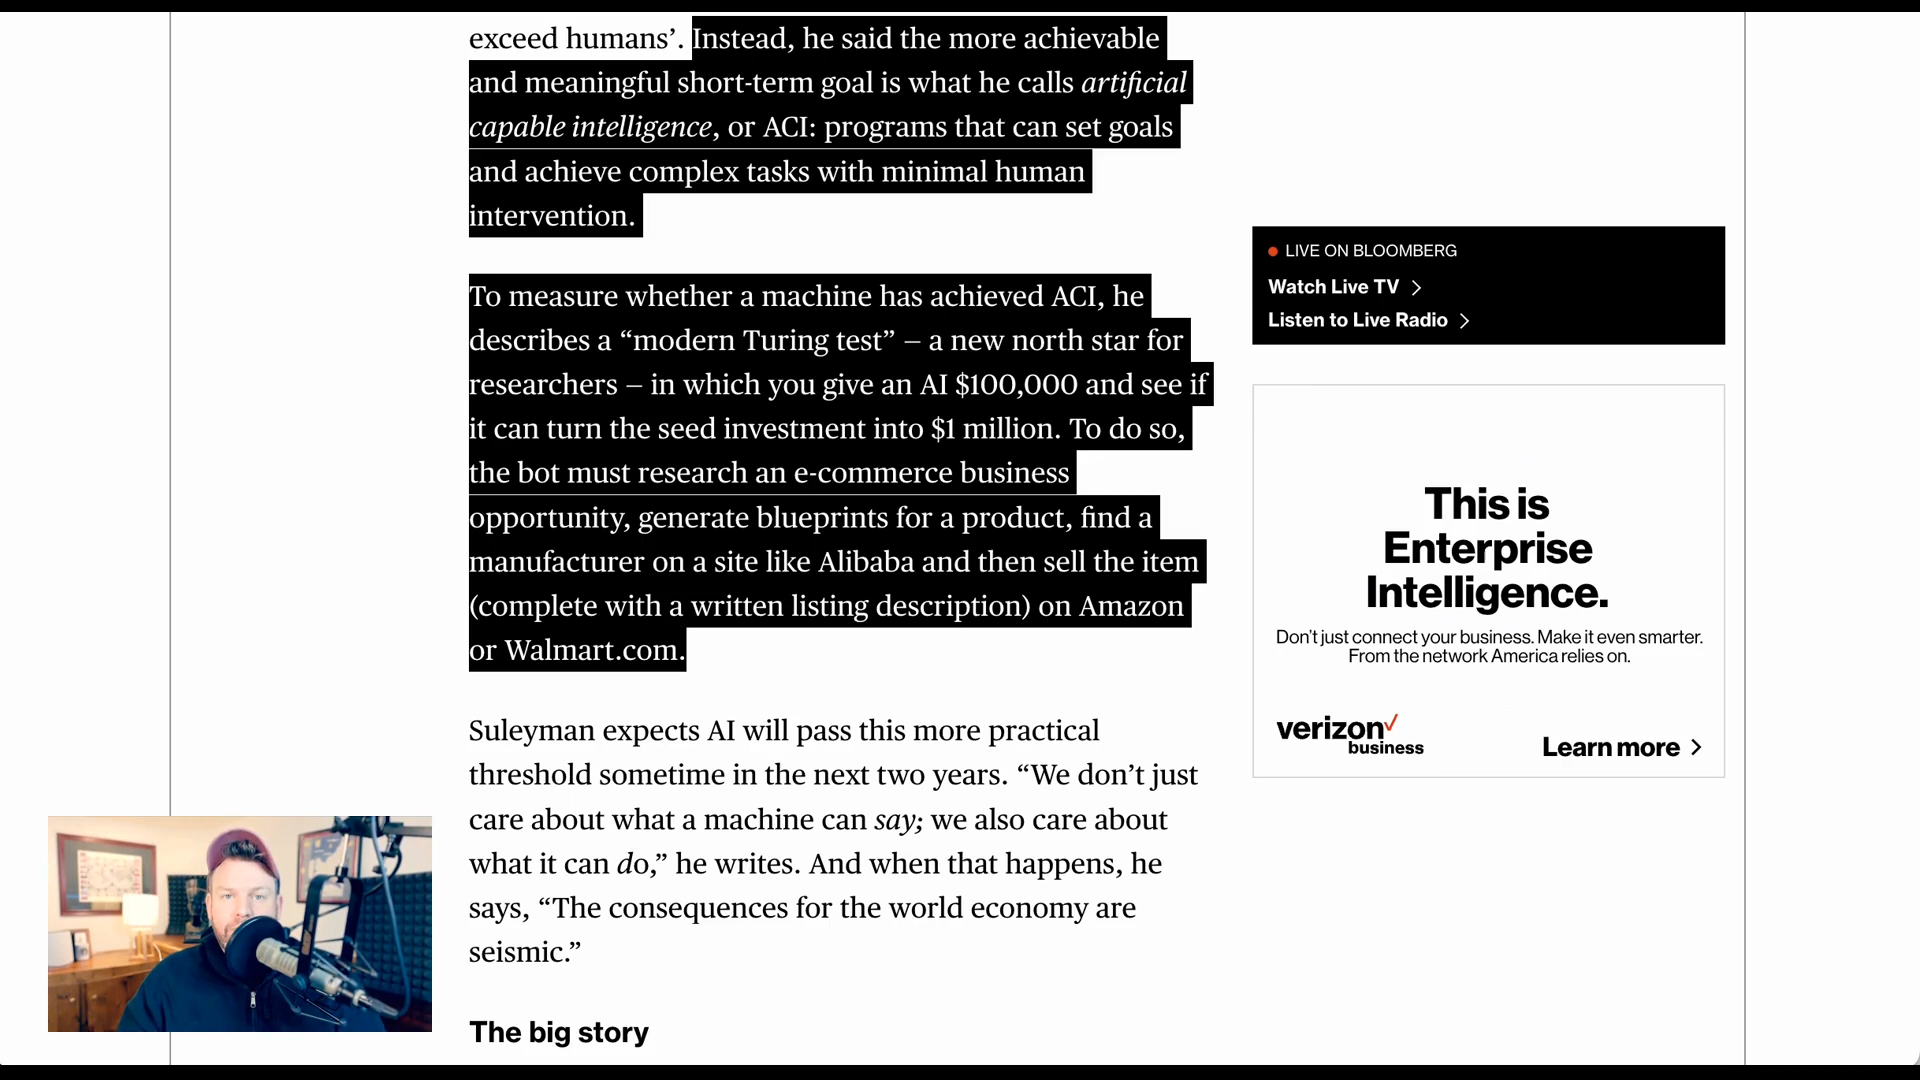 exceed humans’. Instead, he said the more achievable
and meaningful short-term goal is what he calls artificial
capable intelligence, or ACI: programs that can set goals
and achieve complex tasks with minimal human
intervention.
To measure whether a machine has achieved ACI, he
describes a “modern Turing test” – a new north star for
researchers – in which you give an AI $100,000 and see if
it can turn the seed investment into $1 million. To do so,
the bot must research an e-commerce business
opportunity, generate blueprints for a product, find a
manufacturer on a site like Alibaba and then sell the item
(complete with a written listing description) on Amazon
or Walmart.com.
Suleyman expects AI will pass this more practical
threshold sometime in the next two years. “We don’t just
care about what a machine can say; we also care about
what it can do,” he writes. And when that happens, he
says, “The consequences for the world economy are
seismic.”
The big story
LIVE ON BLOOMBERG
Watch Live TV
Listen to Live Radio
This is
Enterprise
Intelligence.
Don’t just connect your business. Make it even smarter.
From the network America relies on.
verizon
business
Learn more